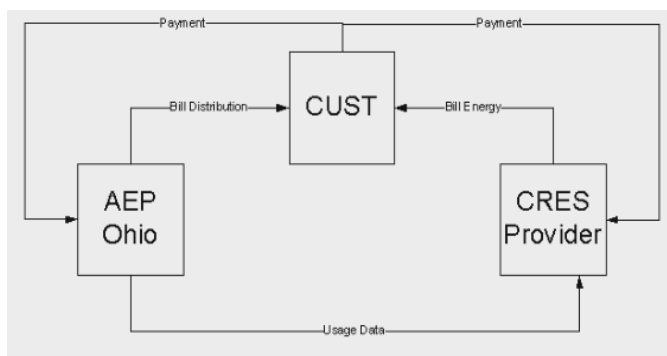 Payment
Payment
CUST
Bill Distribution
Bill Energy
AEP
Ohio
CRES
Provider
Usage Data